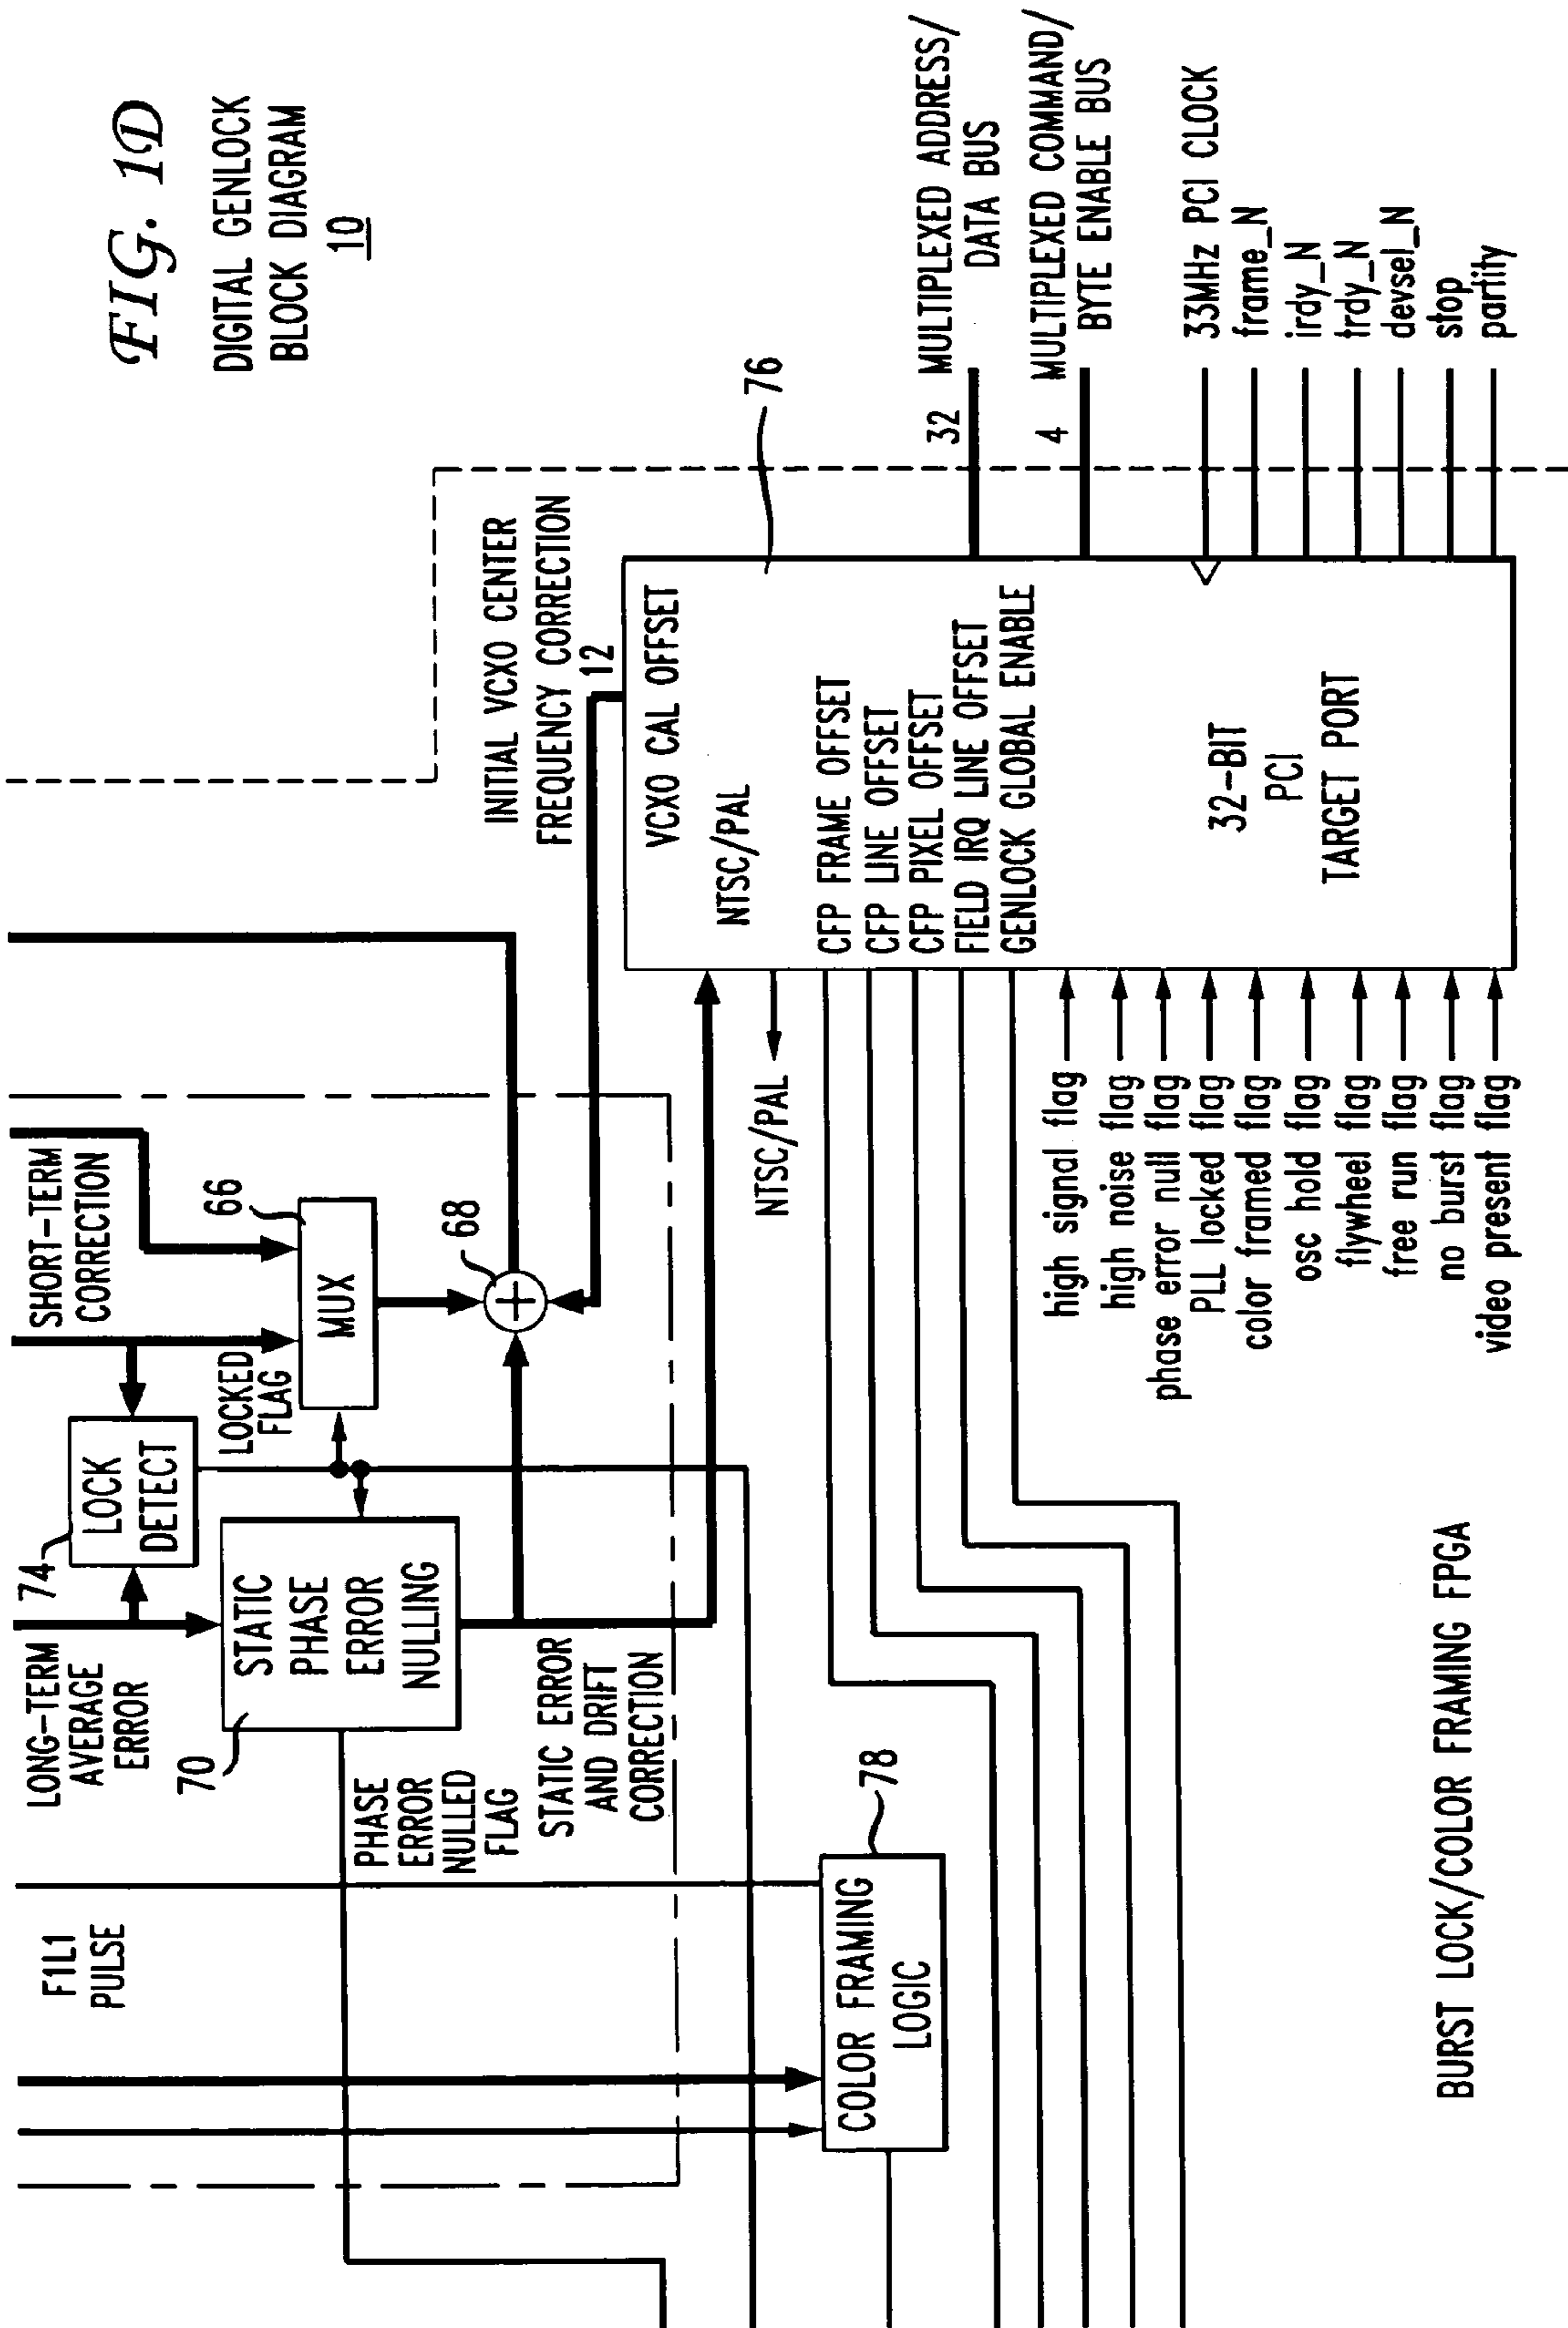 FIG. 1D
DIGITAL GENLOCK
BLOCK DIAGRAM
10
LONG-TERM
AVERAGE
ERROR
74
LOCK
DETECT
SHORT-TERM
CORRECTION
LOCKED
FLAG
66
MUX
68
70
STATIC
PHASE
ERROR
NULLING
PHASE
ERROR
NULLED
FLAG
STATIC ERROR
AND DRIFT
CORRECTION
F1L1
PULSE
78
COLOR FRAMING
LOGIC
INITIAL VCXO CENTER
FREQUENCY CORRECTION
12
76
VCXO CAL OFFSET
NTSC/PAL
NTSC/PAL
CFP FRAME OFFSET
CFP LINE OFFSET
CFP PIXEL OFFSET
FIELD IRQ LINE OFFSET
GENLOCK GLOBAL ENABLE
32-BIT
PCI
TARGET PORT
high signal flag
high noise flag
phase error null flag
PLL locked flag
color framed flag
osc hold flag
flywheel flag
free run flag
no burst flag
video present flag
32
MULTIPLEXED ADDRESS/
DATA BUS
4
MULTIPLEXED COMMAND/
BYTE ENABLE BUS
33MHz PCI CLOCK
frame_N
irdy_N
trdy_N
devsel_N
stop
partity
BURST LOCK/COLOR FRAMING FPGA